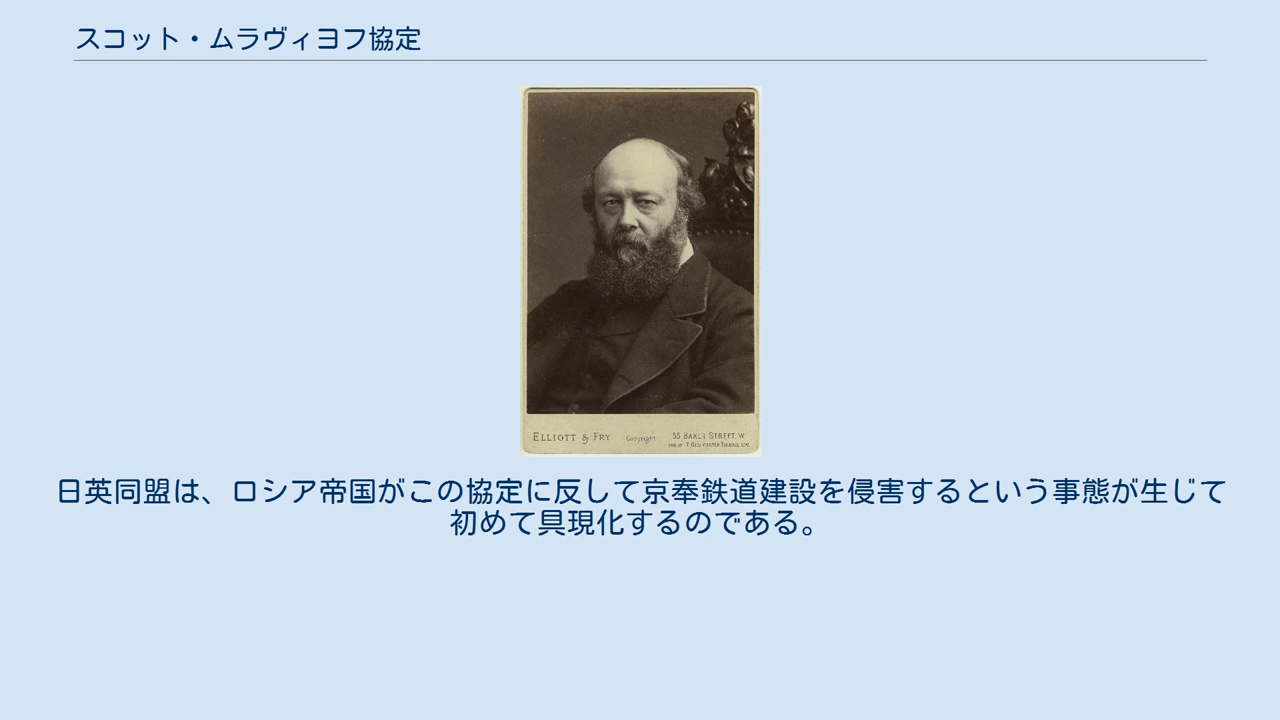 スコット・ムラヴィヨフ協定
ELLIOTT & FRY Copyright 55 BAKER STREET. W
日英同盟は、ロシア帝国がこの協定に反して京奉鉄道建設を侵害するという事態が生じて
初めて具現化するのである。